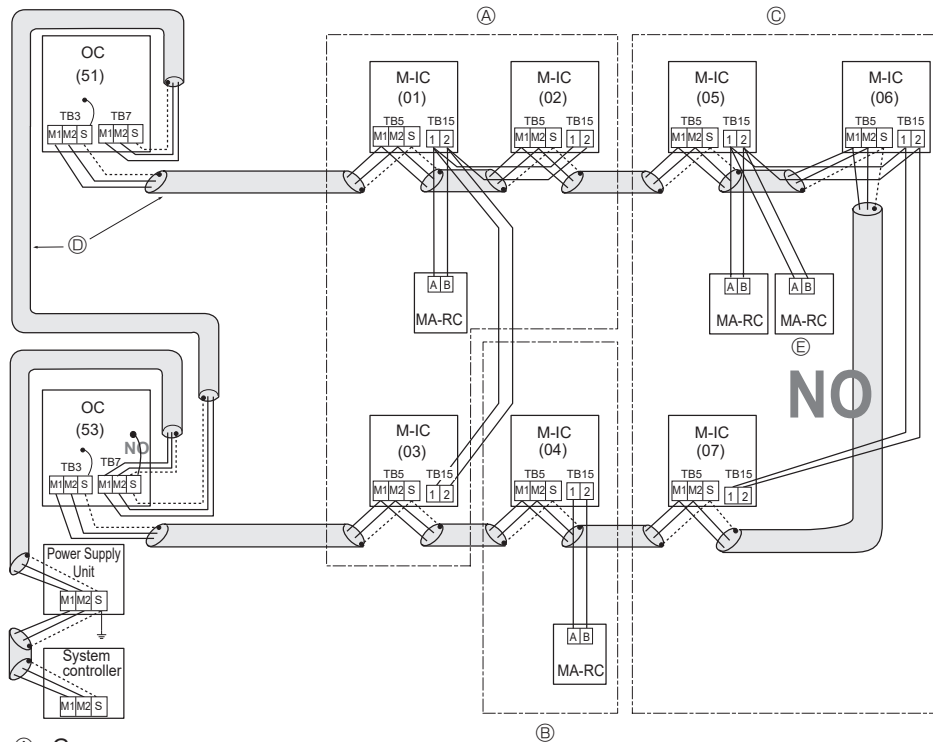 Ⓐ
Ⓒ
OC
(51)
TB3 TB7
M1 M2 S M1 M2 S
M-IC
(01)
TB5 TB15
M1 M2 S 1 2
M-IC
(02)
TB5 TB15
M1 M2 S 1 2
M-IC
(05)
TB5 TB15
M1 M2 S 1 2
M-IC
(06)
TB5 TB15
M1 M2 S 1 2
Ⓓ
A B
MA-RC
A B
MA-RC
A B
MA-RC
Ⓔ
NO
OC
(53)
NO
TB3 TB7
M1 M2 S M1 M2 S
M-IC
(03)
TB5 TB15
M1 M2 S 1 2
M-IC
(04)
TB5 TB15
M1 M2 S 1 2
M-IC
(07)
TB5 TB15
M1 M2 S 1 2
Power Supply
Unit
M1 M2 S
System
controller
M1 M2 S
A B
MA-RC
Ⓑ